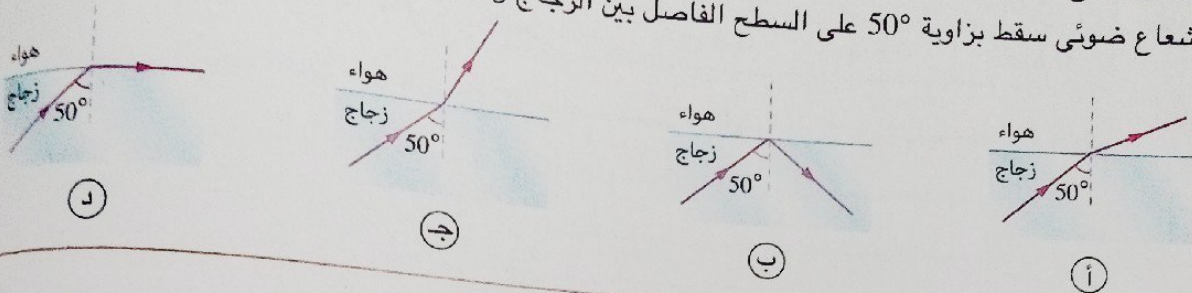 شعاع ضوئى سقط بزاوية 50° على السطح الفاصل بين
هواء
زجاج
50°
أ
هواء
زجاج
50°
ب
هواء
زجاج
50°
جـ
هواء
زجاج
50°
د